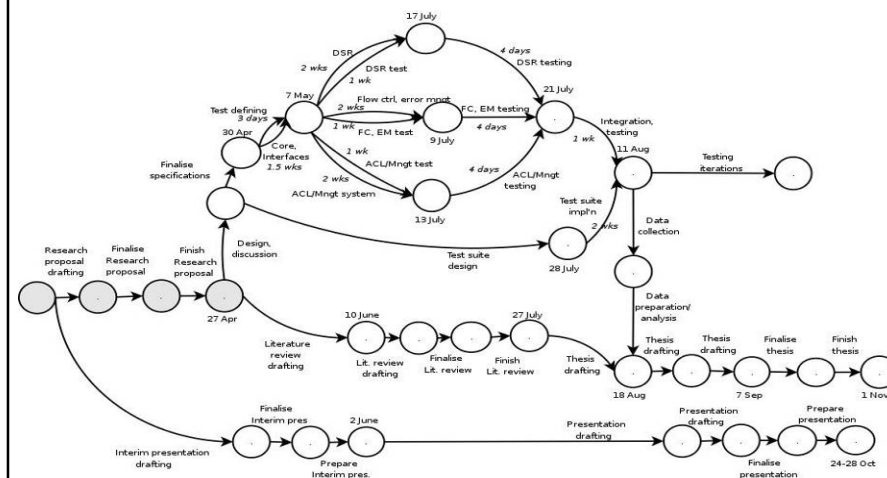 17 July
DSR
4 days
DSR testing
2 wks
DSR test
1 wk
7 May
21 July
Test defining
3 days
Flow ctrl, error mngt
2 wks
FC, EM testing
30 Apr
1 wk
FC, EM test
4 days
9 July
Integration,
testing
Core,
Interfaces
1.5 wks
1 wk
11 Aug
Finalise
specifications
1 wk
ACL/Mngt test
4 days
Testing
iterations
2 wks
ACL/Mngt system
ACL/Mngt
testing
13 July
Test suite
impl'n
2 wks
Research
proposal
drafting
Finalise
Research
proposal
Finish
Research
proposal
Design,
discussion
Test suite
design
28 July
Data
collection
27 Apr
Data
preparation/
analysis
10 June
27 July
Literature
review
drafting
Lit. review
drafting
Finalise
Lit. review
Finish
Lit. review
Thesis
drafting
Thesis
drafting
Thesis
drafting
Finalise
thesis
Finish
thesis
18 Aug
7 Sep
1 Nov
Finalise
Interim pres
2 June
Interim presentation
drafting
Prepare
Interim pres.
Presentation
drafting
Presentation
drafting
Prepare
presentation
Finalise
presentation
24-28 Oct